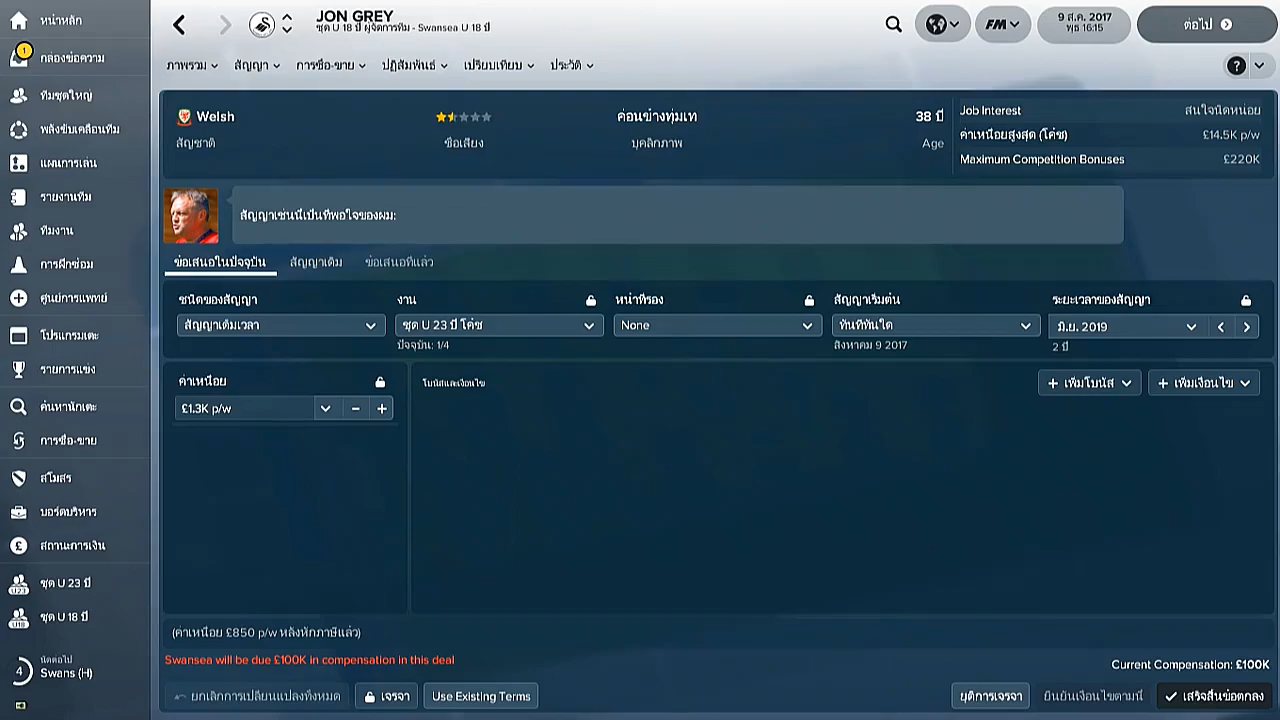 หน้าหลัก
1
กล่องข้อความ
ทีมชุดใหญ่
พลังขับเคลื่อนทีม
แผนการเล่น
รายงานทีม
ทีมงาน
การฝึกซ้อม
ศูนย์การแพทย์
โปรแกรมเตะ
รายการแข่ง
ค้นหานักเตะ
การซื้อ-ขาย
สโมสร
บอร์ดบริหาร
สถานะการเงิน
U23 ชุด U 23 ปี
U18 ชุด U 18 ปี
4 นัดต่อไป
Swans (H)
JON GREY
ชุด U 18 ปี ผู้จัดการทีม - Swansea U 18 ปี
FM
9 ส.ค. 2017
พุธ 16:15
ต่อไป
ภาพรวม สัญญา การซื้อ-ขาย ปฏิสัมพันธ์ เปรียบเทียบ ประวัติ
?
Welsh
สัญชาติ
ชื่อเสียง
ค่อนข้างทุ่มเท
บุคลิกภาพ
38 ปี
Age
Job Interest สนใจนิดหน่อย
ค่าเหนื่อยสูงสุด (โค้ช) £14.5K p/w
Maximum Competition Bonuses £220K
สัญญาเช่นนี้เป็นที่พอใจของผม:
ข้อเสนอในปัจจุบัน สัญญาเดิม ข้อเสนอที่แล้ว
ชนิดของสัญญา งาน หน้าที่รอง สัญญาเริ่มต้น ระยะเวลาของสัญญา
สัญญาเต็มเวลา ชุด U 23 ปี โค้ช None ทันทีทันใด มิ.ย. 2019
ปัจจุบัน: 1/4 สิงหาคม 9 2017 2 ปี
ค่าเหนื่อย
£1.3K p/w
โบนัสและเงื่อนไข
เพิ่มโบนัส เพิ่มเงื่อนไข
(ค่าเหนื่อย £850 p/w หลังหักภาษีแล้ว)
Swansea will be due £100K in compensation in this deal
Current Compensation: £100K
ยกเลิกการเปลี่ยนแปลงทั้งหมด เจรจา Use Existing Terms ยุติการเจรจา ยืนยันเงื่อนไขตามนี้ เสร็จสิ้นข้อตกลง